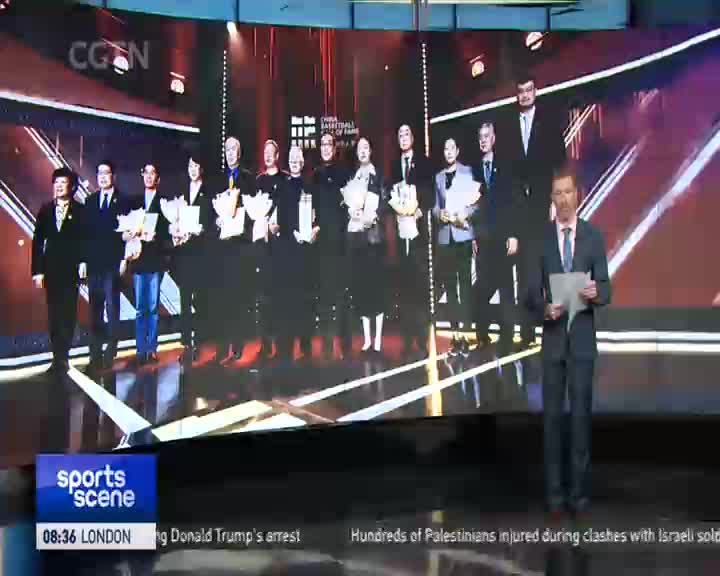 CGTN
CHINA
BASKETBALL
HALL OF FAME
sports
scene
08:36 LONDON
ng Donald Trump's arrest Hundreds of Palestinians injured during clashes with Israeli sold